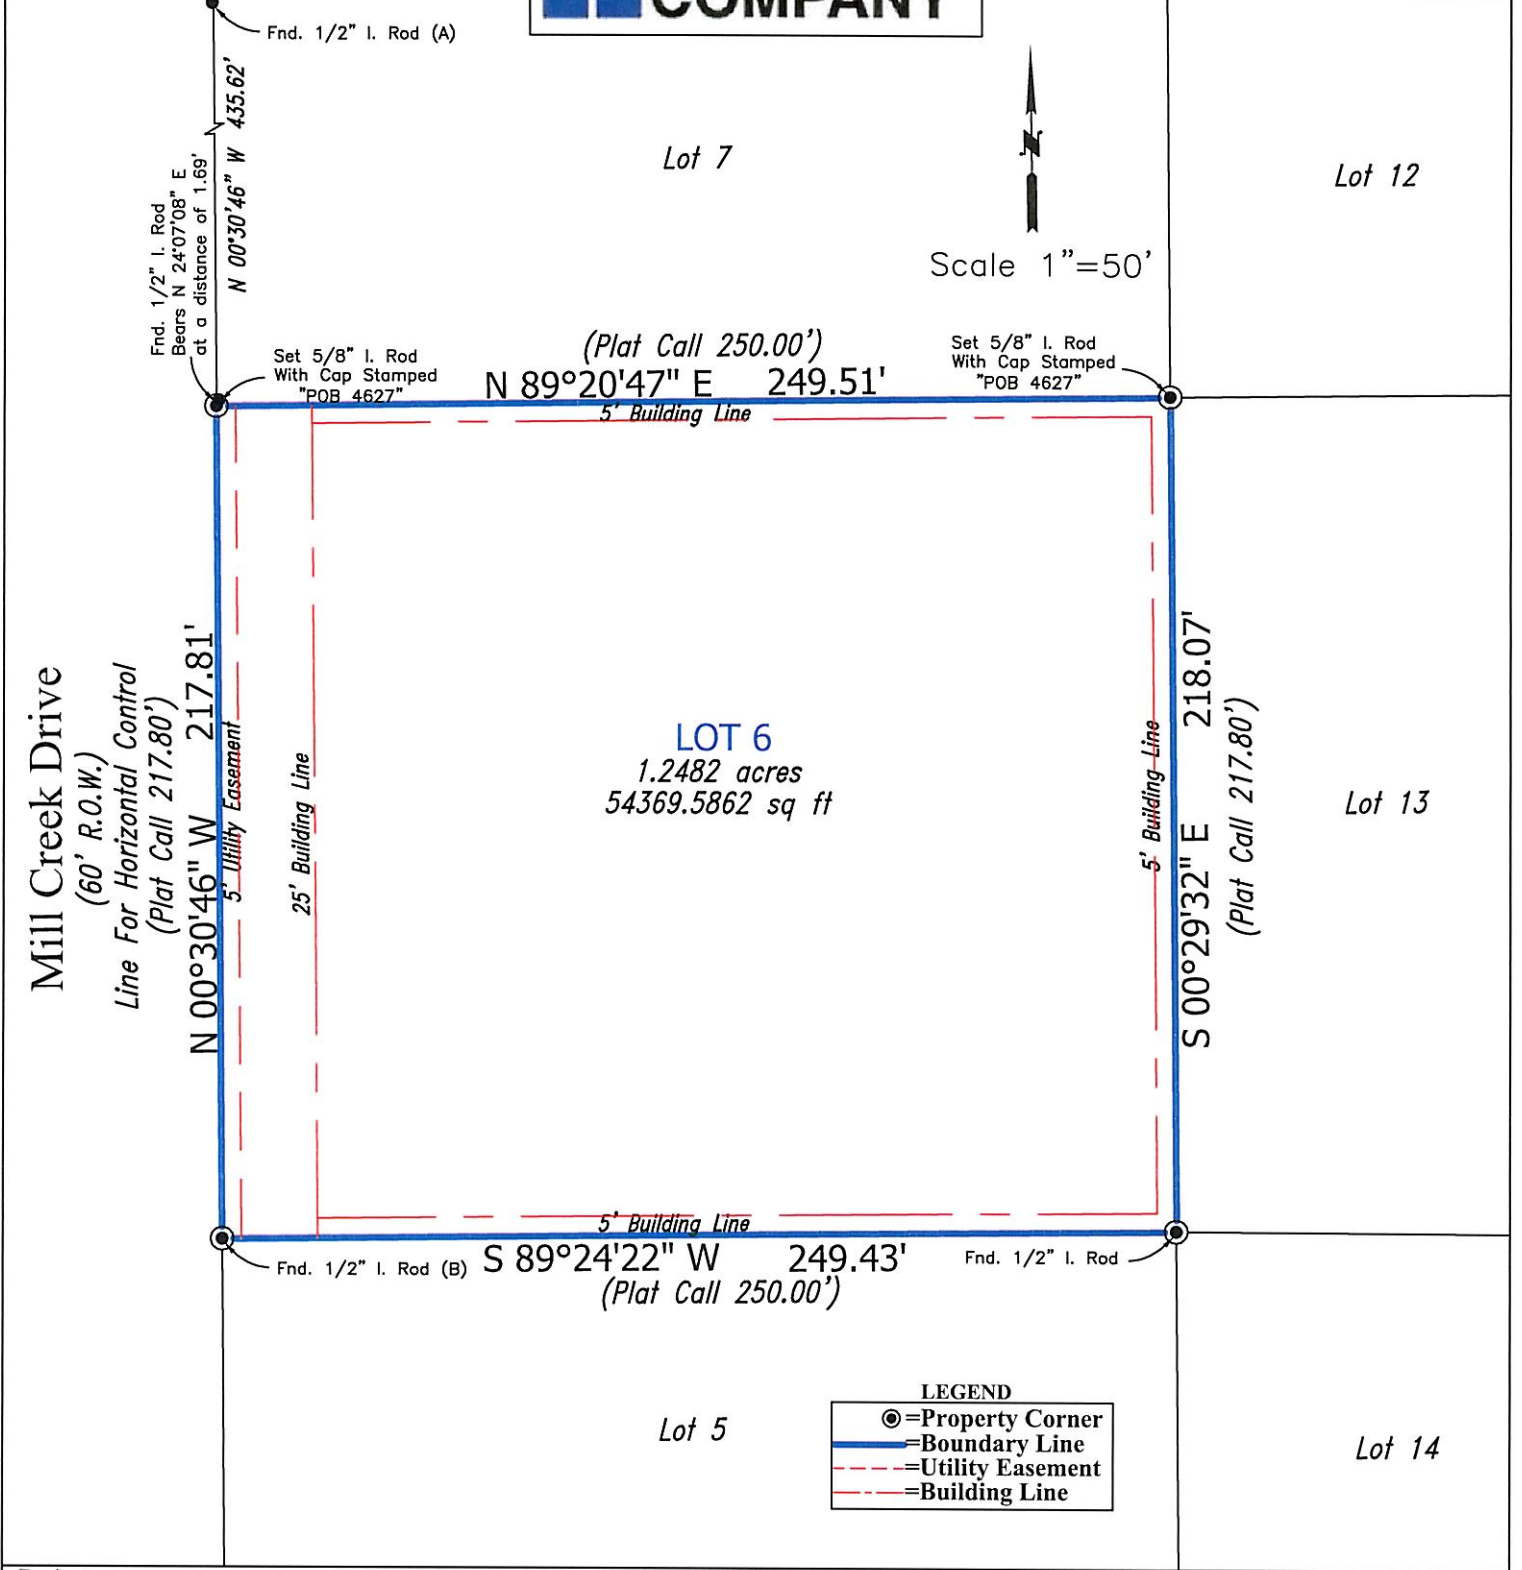 COMPANY
Fnd. 1/2" I. Rod (A)
N 00°30'46" W 435.62'
Fnd. 1/2" I. Rod
Bears N 24°07'08" E
at a distance of 1.69'
Lot 7
N
Scale 1"=50'
Lot 12
Set 5/8" I. Rod
With Cap Stamped
"POB 4627"
(Plat Call 250.00')
N 89°20'47" E 249.51'
Set 5/8" I. Rod
With Cap Stamped
"POB 4627"
5' Building Line
Mill Creek Drive
(60' R.O.W.)
Line For Horizontal Control
(Plat Call 217.80')
N 00°30'46" W 217.81'
5' Utility Easement
25' Building Line
LOT 6
1.2482 acres
54369.5862 sq ft
5' Building Line
S 00°29'32" E 218.07'
(Plat Call 217.80')
Lot 13
5' Building Line
Fnd. 1/2" I. Rod (B)
S 89°24'22" W 249.43'
(Plat Call 250.00')
Fnd. 1/2" I. Rod
Lot 5
LEGEND
=Property Corner
=Boundary Line
=Utility Easement
=Building Line
Lot 14